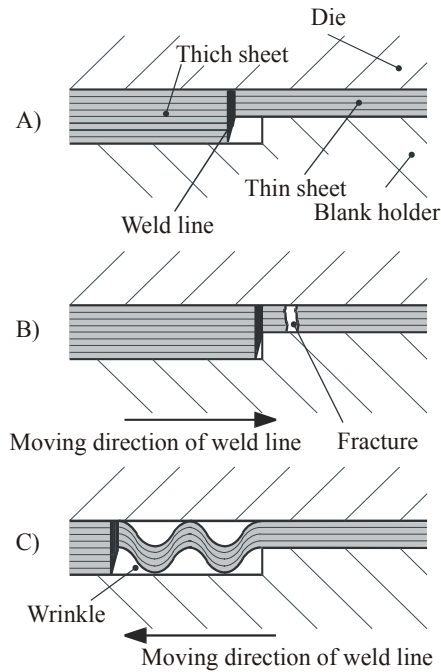 Die
Thich sheet
A)
Thin sheet
Blank holder
Weld line
B)
Moving direction of weld line
Fracture
C)
Wrinkle
Moving direction of weld line